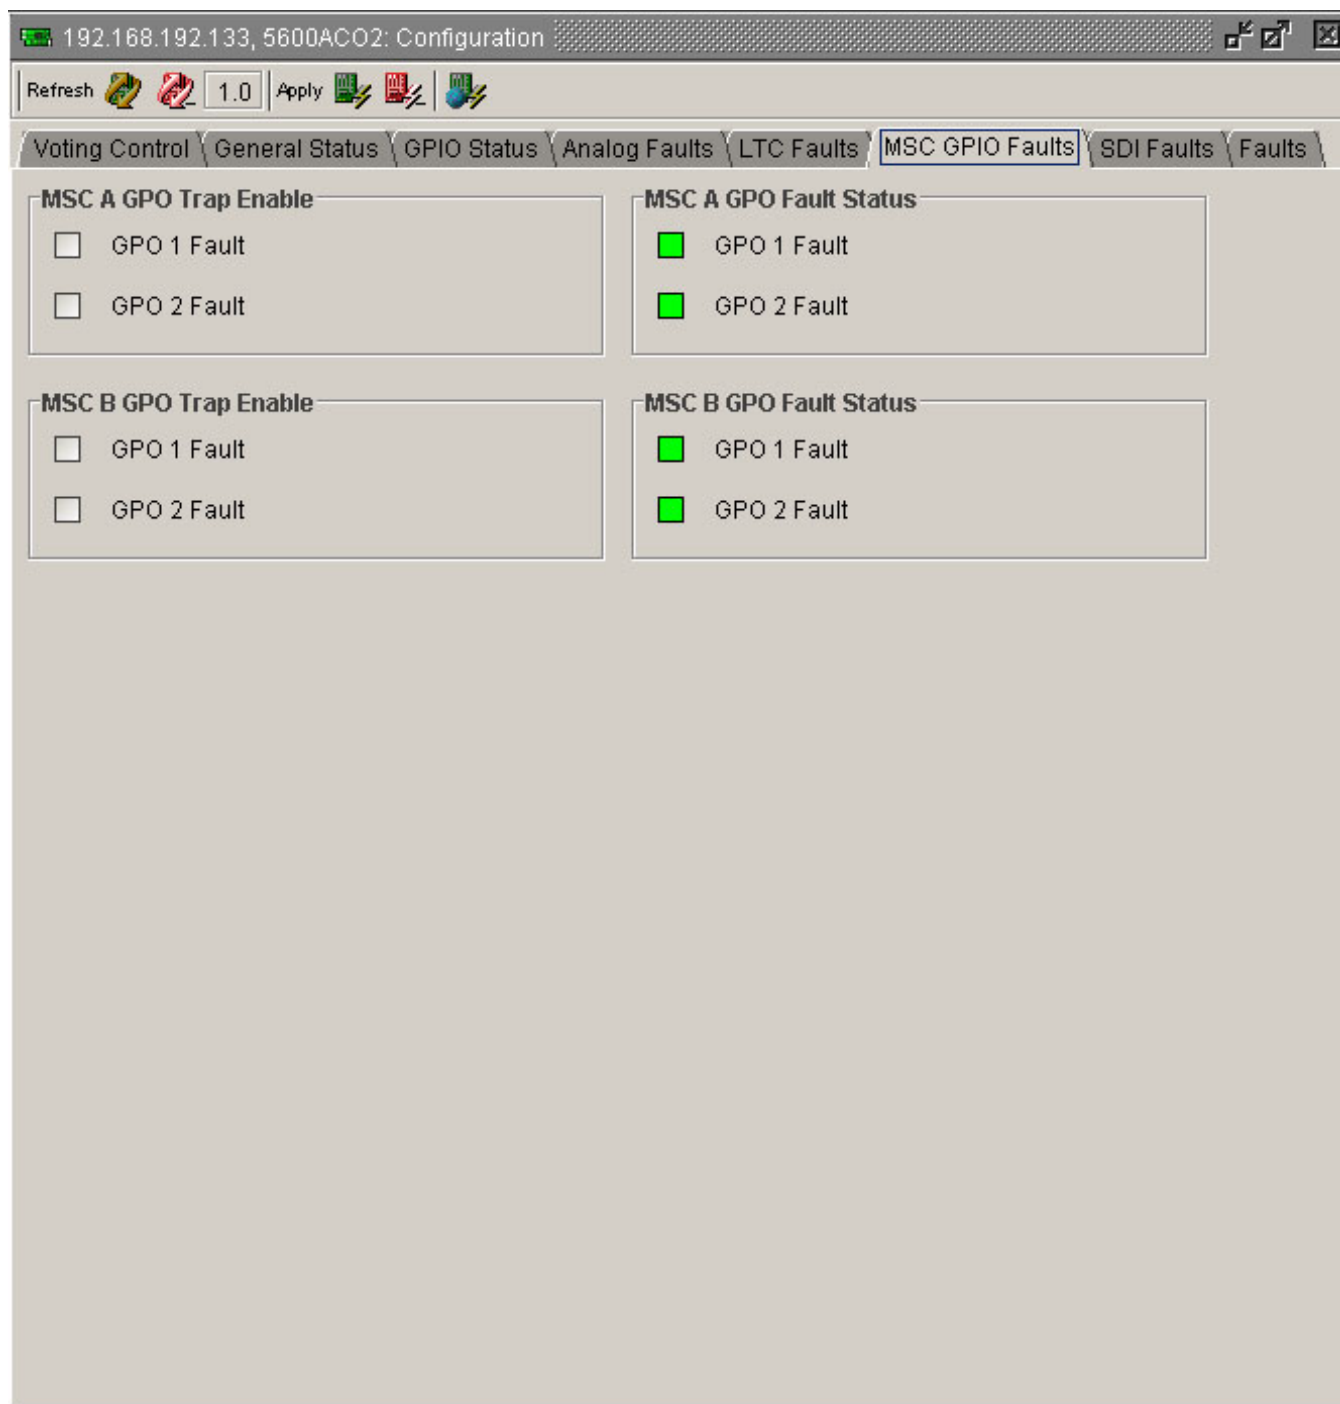 192.168.192.133, 5600ACO2: Configuration
Refresh 1.0 Apply
Voting Control General Status GPIO Status Analog Faults LTC Faults MSC GPIO Faults SDI Faults Faults
MSC A GPO Trap Enable
GPO 1 Fault
GPO 2 Fault
MSC A GPO Fault Status
GPO 1 Fault
GPO 2 Fault
MSC B GPO Trap Enable
GPO 1 Fault
GPO 2 Fault
MSC B GPO Fault Status
GPO 1 Fault
GPO 2 Fault